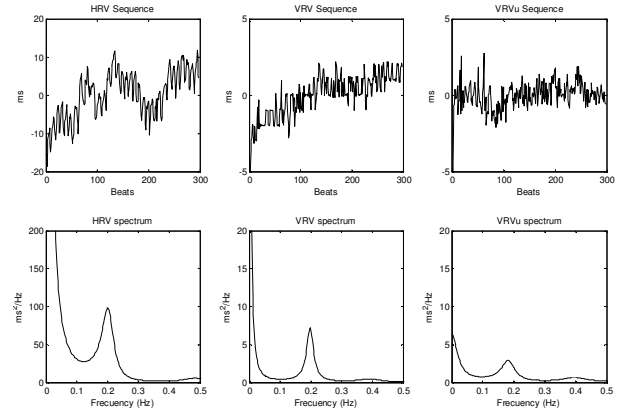 HRV Sequence
VRV Sequence
VRVu Sequence
20
10
0
-10
-20
ms
0 100 200 300
Beats
5
0
-5
ms
0 100 200 300
Beats
5
0
-5
ms
0 100 200 300
Beats
HRV spectrum
VRV spectrum
VRVu spectrum
200
150
100
50
0
ms²/Hz
0 0.1 0.2 0.3 0.4 0.5
Frecuency (Hz)
20
15
10
5
0
ms²/Hz
0 0.1 0.2 0.3 0.4 0.5
Frecuency (Hz)
20
15
10
5
0
ms²/Hz
0 0.1 0.2 0.3 0.4 0.5
Frecuency (Hz)